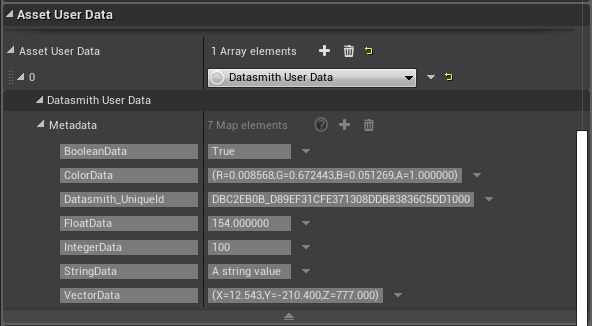 Asset User Data
Asset User Data 1 Array elements
0 Datasmith User Data
Datasmith User Data
Metadata 7 Map elements ?
BooleanData True
ColorData (R=0.008568,G=0.672443,B=0.051269,A=1.000000)
Datasmith_UniqueId DBC2EB0B_D89EF31CFE371308DDB83836C5DD1000
FloatData 154.000000
IntegerData 100
StringData A string value
VectorData (X=12.543,Y=-210.400,Z=777.000)